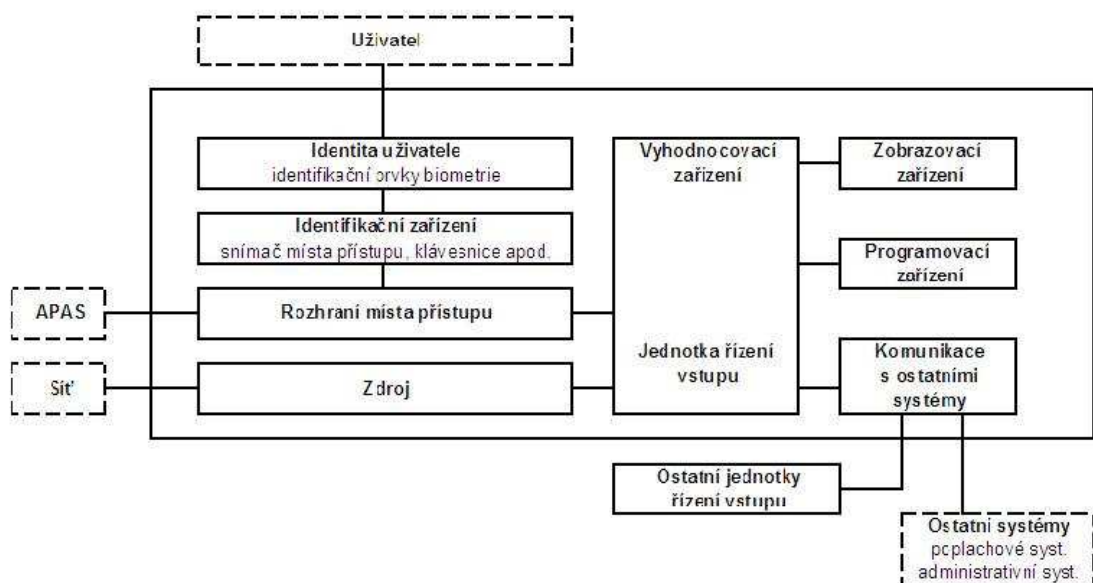 Uživatel
Identita uživatele
identifikační prvky biometrie
Identifikační zařízení
snímač místa přístupu, klávesnice apod.
APAS
Rozhraní místa přístupu
Síť
Zdroj
Vyhodnocovací
zařízení
Jednotka řízení
vstupu
Zobrazovací
zařízení
Programovací
zařízení
Komunikace
s ostatními
systémy
Ostatní jednotky
řízení vstupu
Ostatní systémy
poplachové syst.
administrativní syst.